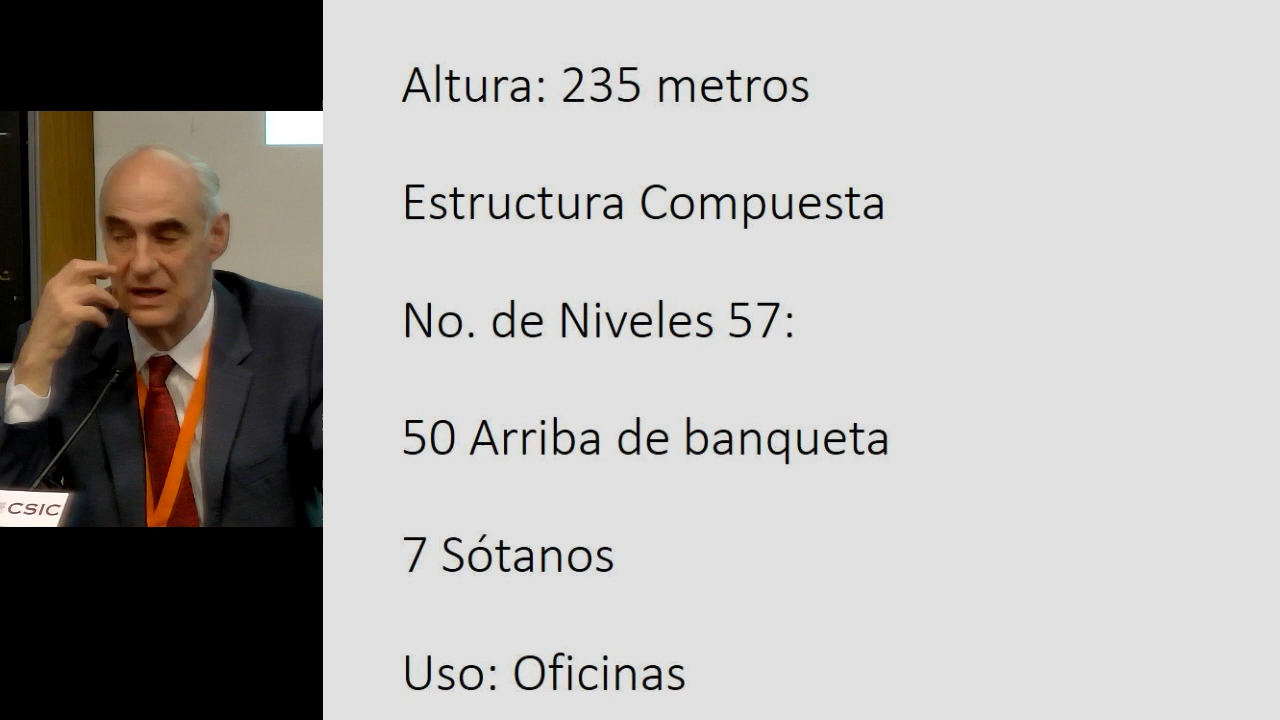 Altura: 235 metros
Estructura Compuesta
No. de Niveles 57:
50 Arriba de banqueta
7 Sótanos
Uso: Oficinas
CSIC